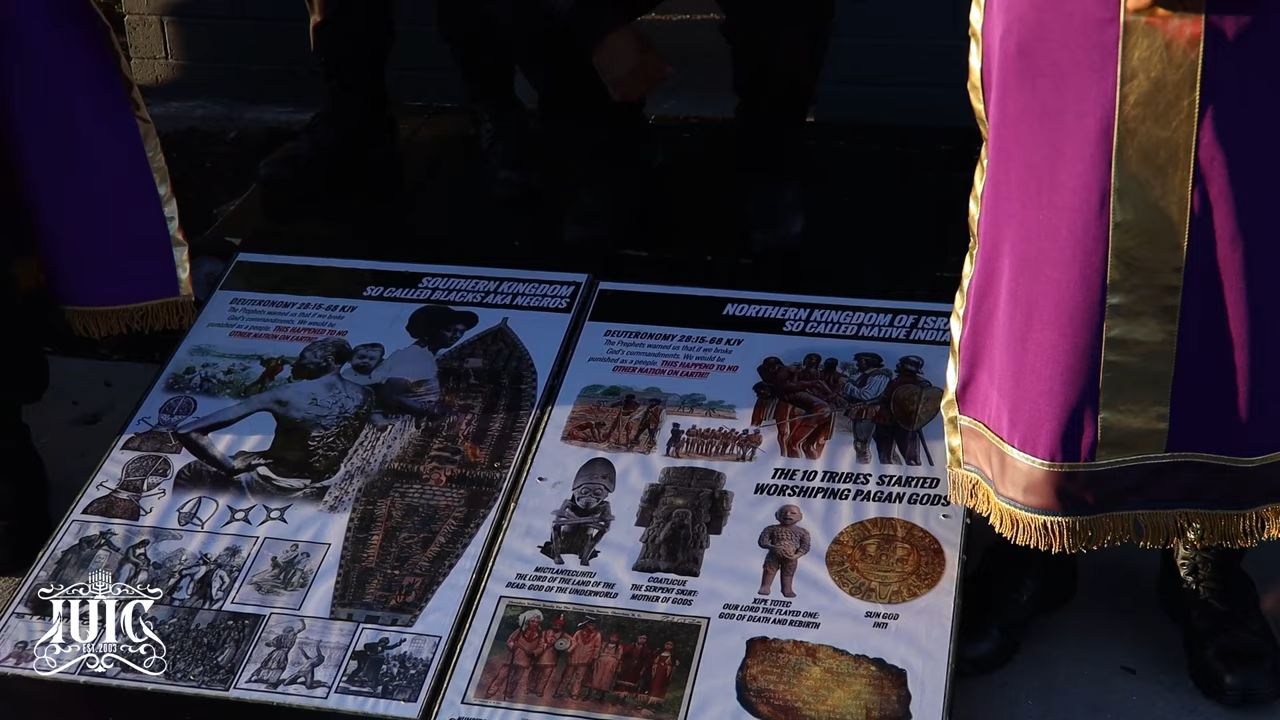 SOUTHERN KINGDOM
SO CALLED BLACKS AKA NEGROS
DEUTERONOMY 28:15-68 KJV
The Prophets warned us that if we broke
God's commandments. We would be
punished as a people. THIS HAPPENED TO NO
OTHER NATION ON EARTH!!
NORTHERN KINGDOM OF ISRA
SO CALLED NATIVE INDIA
DEUTERONOMY 28:15-68 KJV
The Prophets warned us that if we broke
God's commandments. We would be
punished as a people. THIS HAPPEND TO NO
OTHER NATION ON EARTH!!
THE 10 TRIBES STARTED
WORSHIPING PAGAN GODS
MICTLANTECUHTLI
THE LORD OF THE LAND OF THE
DEAD: GOD OF THE UNDERWORLD
COATLICUE
THE SERPENT SKIRT:
MOTHER OF GODS
XIPE TOTEC
OUR LORD THE FLAYED ONE:
GOD OF DEATH AND REBIRTH
SUN GOD
INTI
IUIC
EST. 2003